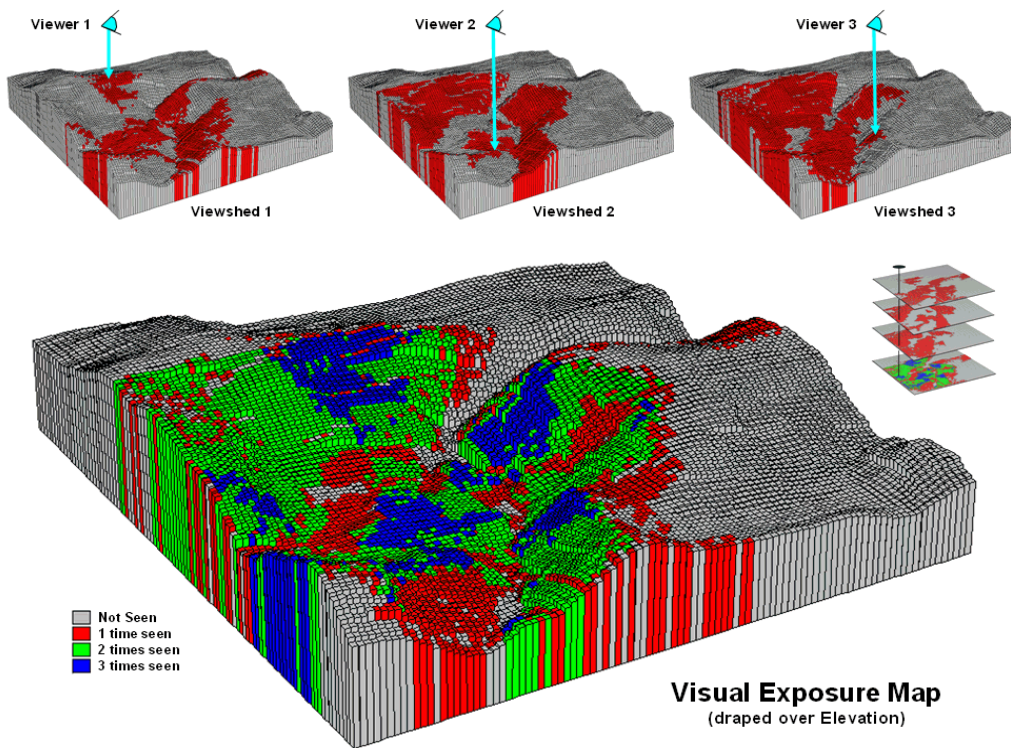 Viewer 1
Viewer 2
Viewer 3
Viewshed 1
Viewshed 2
Viewshed 3
Not Seen
1 time seen
2 times seen
3 times seen
Visual Exposure Map
(draped over Elevation)